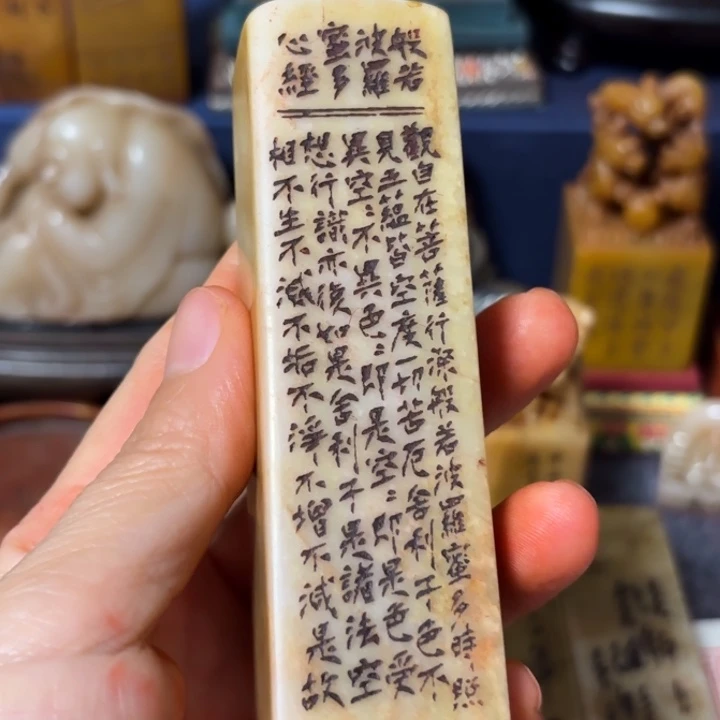 般若
波羅
蜜多
心經
觀自在菩薩行深般若波羅蜜多時照
見五蘊皆空度一切苦厄舍利子色不
異空〻不異色〻即是空〻即是色受
想行識亦復如是舍利子是諸法空
相不生不滅不垢不淨不增不減是故